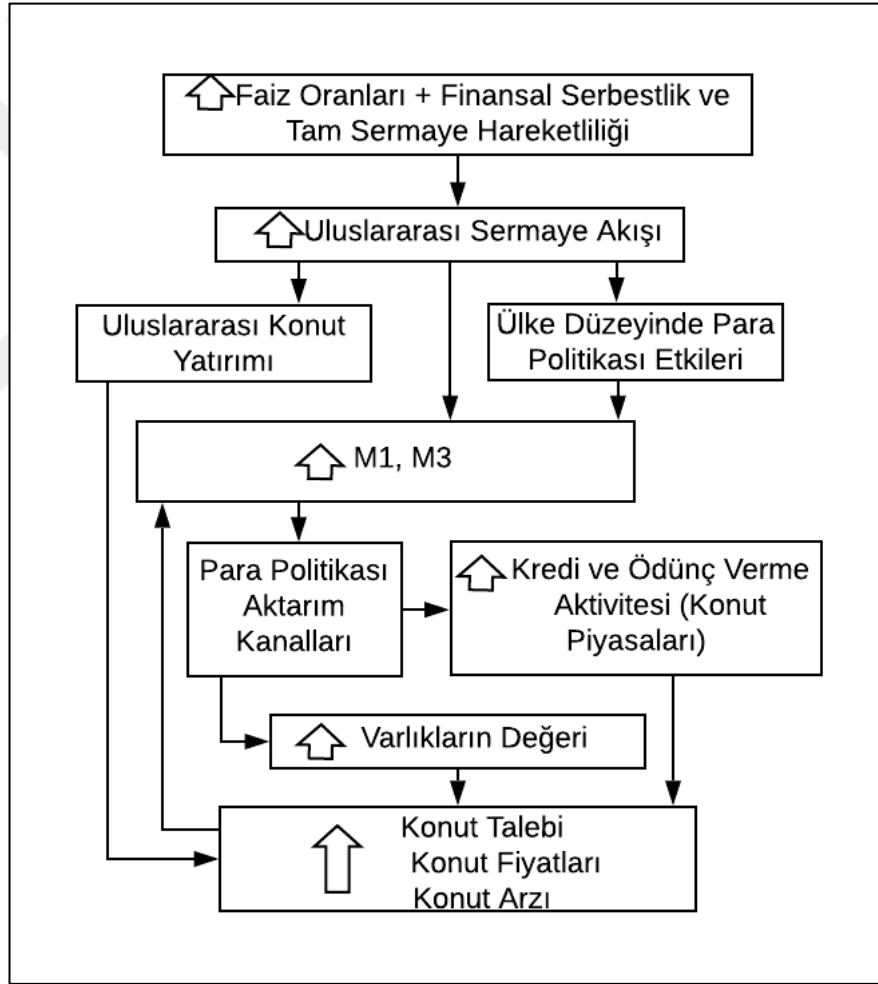 Faiz Oranları + Finansal Serbestlik ve
Tam Sermaye Hareketliliği
Uluslararası Sermaye Akışı
Uluslararası Konut
Yatırımı
Ülke Düzeyinde Para
Politikası Etkileri
M1, M3
Para Politikası
Aktarım
Kanalları
Kredi ve Ödünç Verme
Aktivitesi (Konut
Piyasaları)
Varlıkların Değeri
Konut Talebi
Konut Fiyatları
Konut Arzı